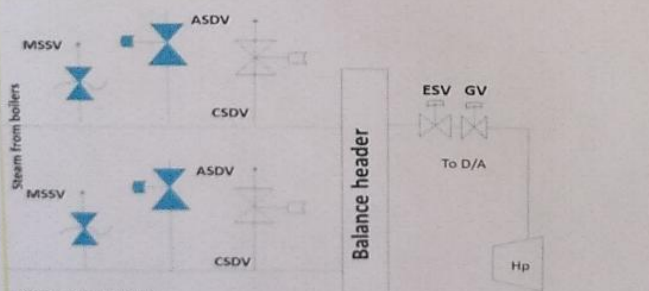 ASDV
MSSV
CSDV
ESV GV
To D/A
Steam from boilers
Balance header
ASDV
MSSV
CSDV
Hp